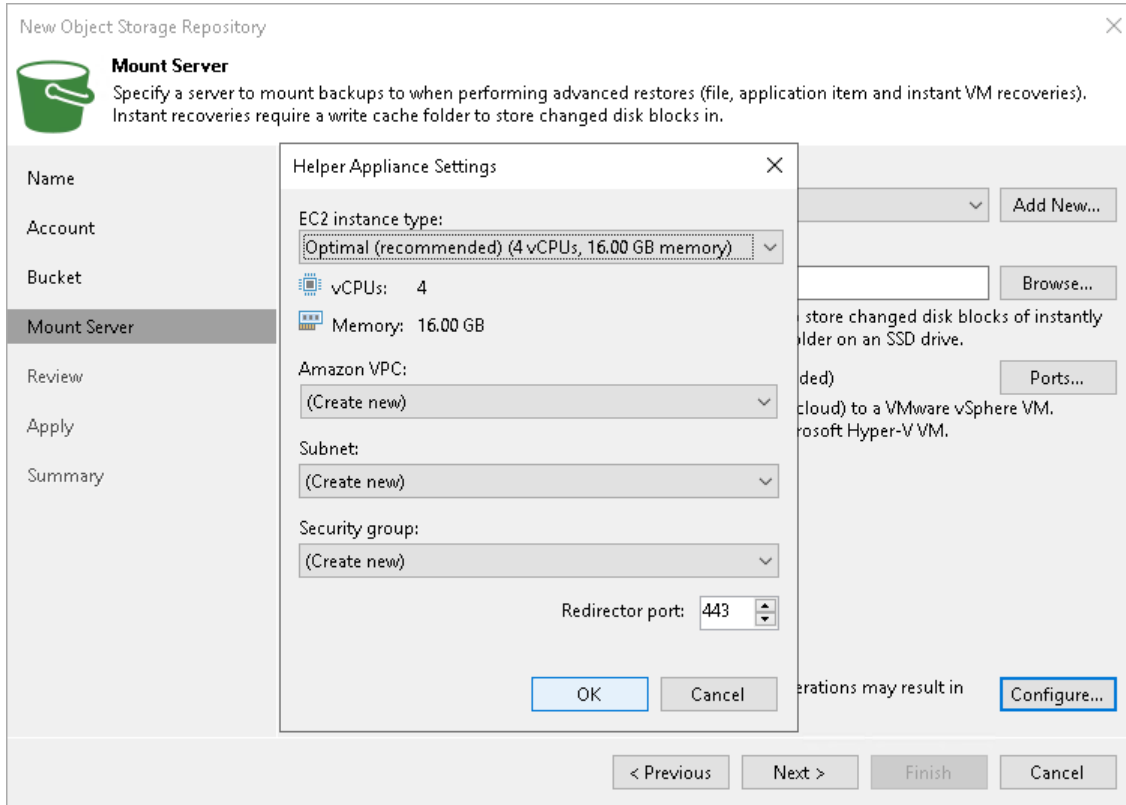 New Object Storage Repository
Mount Server
Specify a server to mount backups to when performing advanced restores (file, application item and instant VM recoveries).
Instant recoveries require a write cache folder to store changed disk blocks in.
Name
Account
Bucket
Mount Server
Review
Apply
Summary
Helper Appliance Settings
EC2 instance type:
Optimal (recommended) (4 vCPUs, 16.00 GB memory)
vCPUs: 4
Memory: 16.00 GB
Amazon VPC:
(Create new)
Subnet:
(Create new)
Security group:
(Create new)
Redirector port: 443
OK Cancel
Add New...
Browse...
store changed disk blocks of instantly
lder on an SSD drive.
ded) Ports...
cloud) to a VMware vSphere VM.
rosoft Hyper-V VM.
erations may result in Configure...
< Previous Next > Finish Cancel